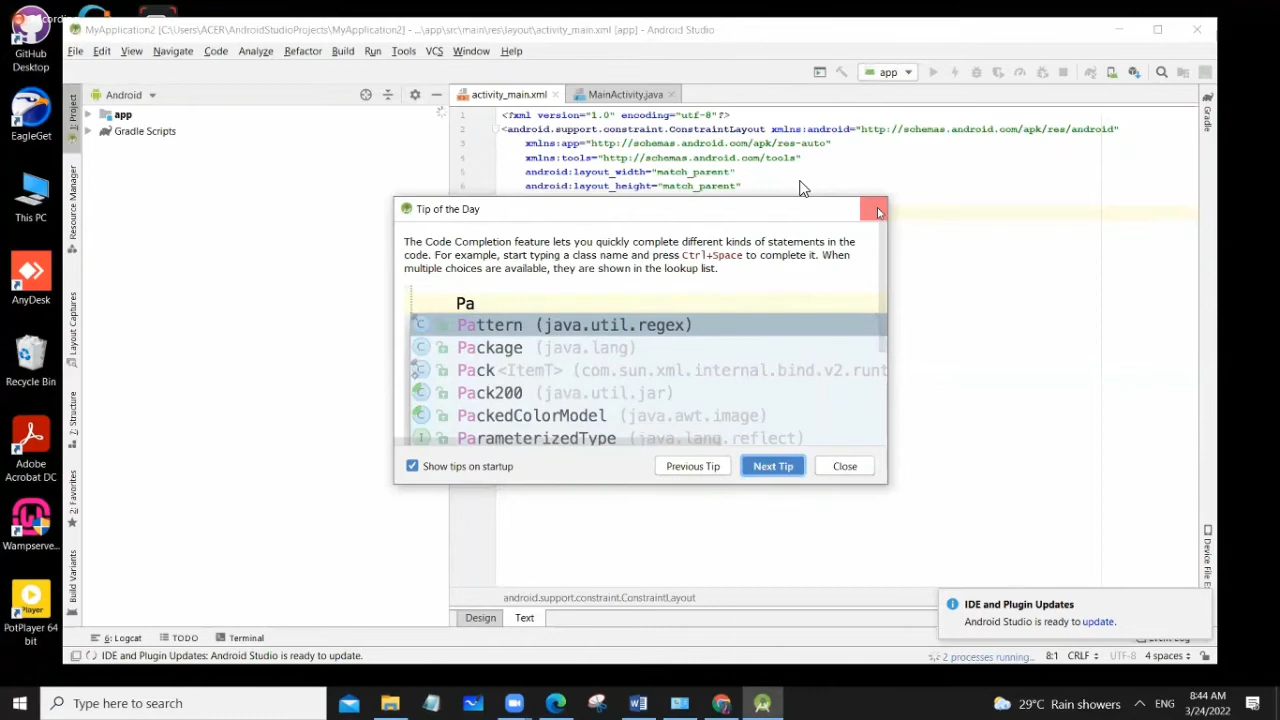 GitHub
Desktop
EagleGet
This PC
AnyDesk
Recycle Bin
Adobe
Acrobat DC
Wampserve...
PotPlayer 64
bit
MyApplication2 [C:\Users\ACER\AndroidStudioProjects\MyApplication2] - ...\app\src\main\res\layout\activity_main.xml [app] - Android Studio
File Edit View Navigate Code Analyze Refactor Build Run Tools VCS Window Help
app
Android
activity_main.xml
MainActivity.java
1: Project
Resource Manager
Layout Captures
7: Structure
2: Favorites
Build Variants
app
Gradle Scripts
1 <?xml version="1.0" encoding="utf-8"?>
2 <android.support.constraint.ConstraintLayout xmlns:android="http://schemas.android.com/apk/res/android"
3 xmlns:app="http://schemas.android.com/apk/res-auto"
4 xmlns:tools="http://schemas.android.com/tools"
5 android:layout_width="match_parent"
6 android:layout_height="match_parent"
Gradle
Tip of the Day
The Code Completion feature lets you quickly complete different kinds of statements in the
code. For example, start typing a class name and press Ctrl+Space to complete it. When
multiple choices are available, they are shown in the lookup list.
Pa
Pattern (java.util.regex)
Package (java.lang)
Pack<ItemT> (com.sun.xml.internal.bind.v2.runt
Pack200 (java.util.jar)
PackedColorModel (java.awt.image)
ParameterizedType (java.lang.reflect)
Show tips on startup
Previous Tip
Next Tip
Close
Device File E
android.support.constraint.ConstraintLayout
Design Text
IDE and Plugin Updates
Android Studio is ready to update.
6: Logcat
TODO
Terminal
Event Log
IDE and Plugin Updates: Android Studio is ready to update.
2 processes running...
8:1 CRLF UTF-8 4 spaces
Type here to search
29°C Rain showers
ENG
8:44 AM
3/24/2022